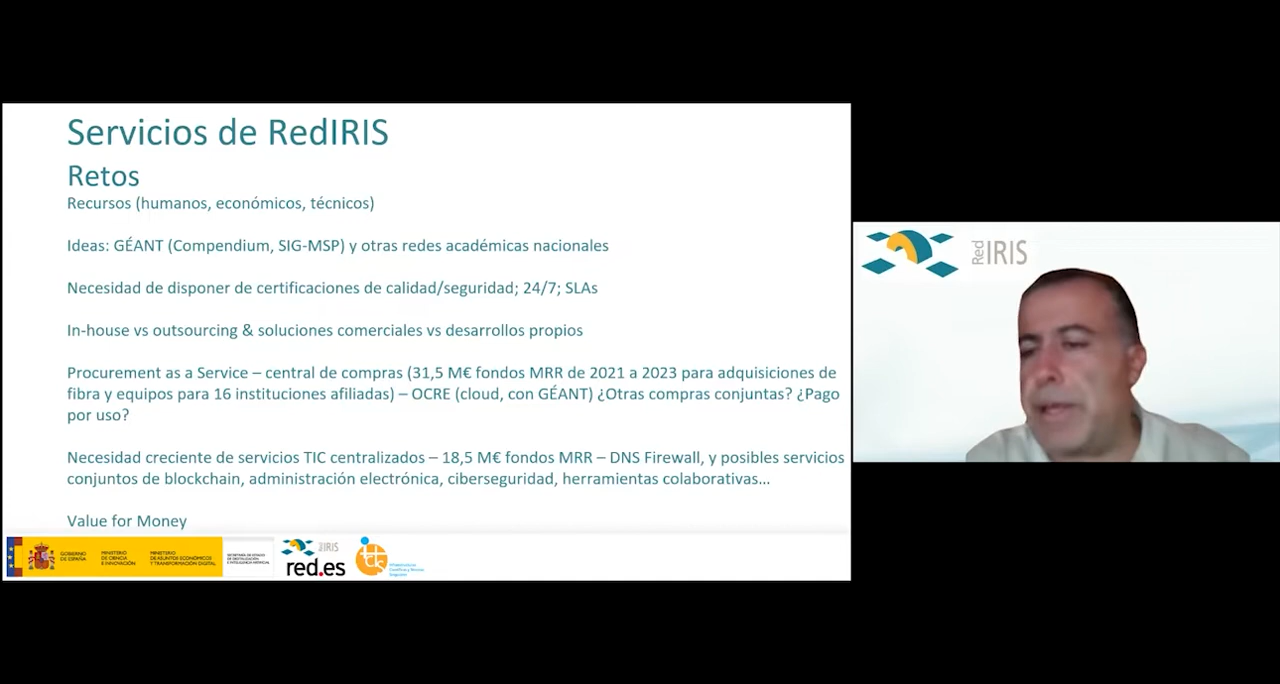 Servicios de RedIRIS
Retos
Recursos (humanos, económicos, técnicos)
Ideas: GÉANT (Compendium, SIG-MSP) y otras redes académicas nacionales
Necesidad de disponer de certificaciones de calidad/seguridad; 24/7; SLAs
In-house vs outsourcing & soluciones comerciales vs desarrollos propios
Procurement as a Service – central de compras (31,5 M€ fondos MRR de 2021 a 2023 para adquisiciones de
fibra y equipos para 16 instituciones afiliadas) – OCRE (cloud, con GÉANT) ¿Otras compras conjuntas? ¿Pago
por uso?
Necesidad creciente de servicios TIC centralizados – 18,5 M€ fondos MRR – DNS Firewall, y posibles servicios
conjuntos de blockchain, administración electrónica, ciberseguridad, herramientas colaborativas...
Value for Money
GOBIERNO
DE ESPAÑA
MINISTERIO
DE CIENCIA
E INNOVACIÓN
MINISTERIO
DE ASUNTOS ECONÓMICOS
Y TRANSFORMACIÓN DIGITAL
SECRETARÍA DE ESTADO
DE DIGITALIZACIÓN
E INTELIGENCIA ARTIFICIAL
Red IRIS
red.es
Red IRIS